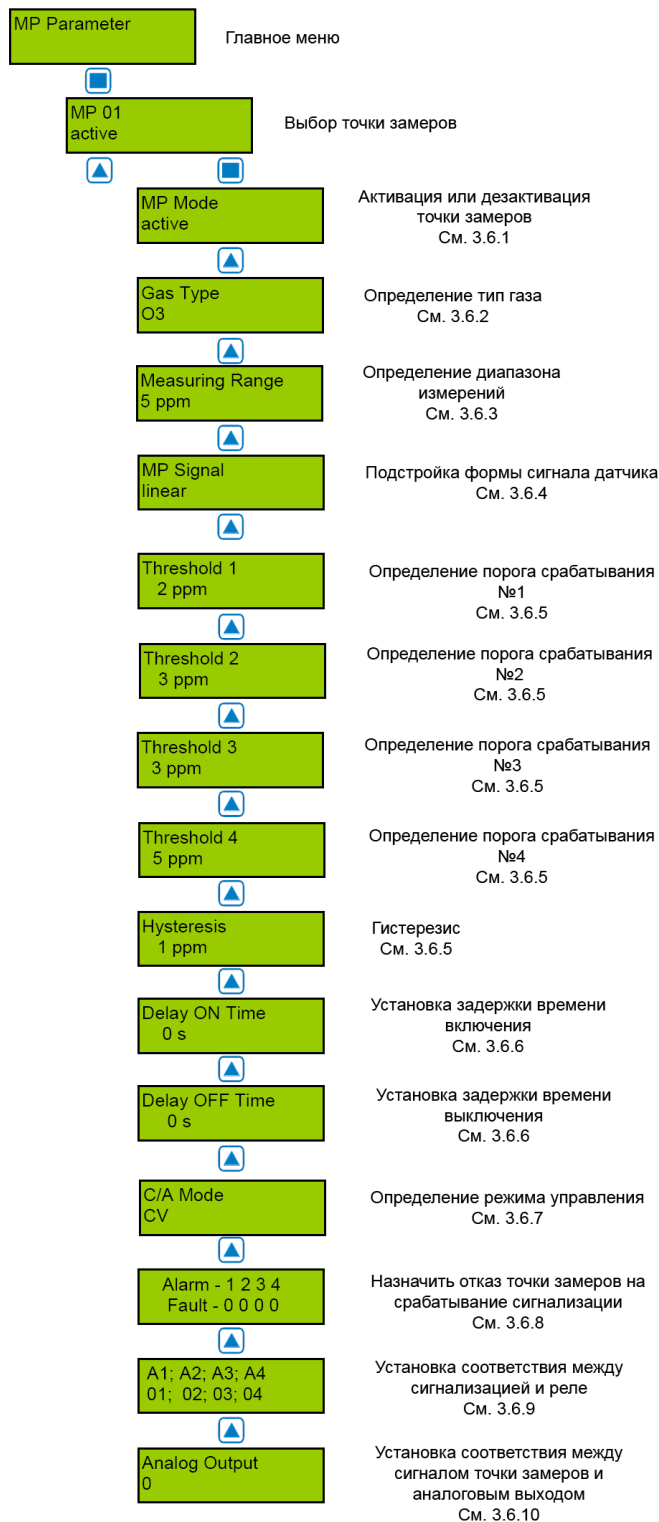 MP Parameter
Главное меню
MP 01
active
Выбор точки замеров
MP Mode
active
Активация или дезактивация
точки замеров
См. 3.6.1
Gas Type
O3
Определение тип газа
См. 3.6.2
Measuring Range
5 ppm
Определение диапазона
измерений
См. 3.6.3
MP Signal
linear
Подстройка формы сигнала датчика
См. 3.6.4
Threshold 1
2 ppm
Определение порога срабатывания
№1
См. 3.6.5
Threshold 2
3 ppm
Определение порога срабатывания
№2
См. 3.6.5
Threshold 3
3 ppm
Определение порога срабатывания
№3
См. 3.6.5
Threshold 4
5 ppm
Определение порога срабатывания
№4
См. 3.6.5
Hysteresis
1 ppm
Гистерезис
См. 3.6.5
Delay ON Time
0 s
Установка задержки времени
включения
См. 3.6.6
Delay OFF Time
0 s
Установка задержки времени
выключения
См. 3.6.6
C/A Mode
CV
Определение режима управления
См. 3.6.7
Alarm - 1 2 3 4
Fault - 0 0 0 0
Назначить отказ точки замеров на
срабатывание сигнализации
См. 3.6.8
A1; A2; A3; A4
01; 02; 03; 04
Установка соответствия между
сигнализацией и реле
См. 3.6.9
Analog Output
0
Установка соответствия между
сигналом точки замеров и
аналоговым выходом
См. 3.6.10